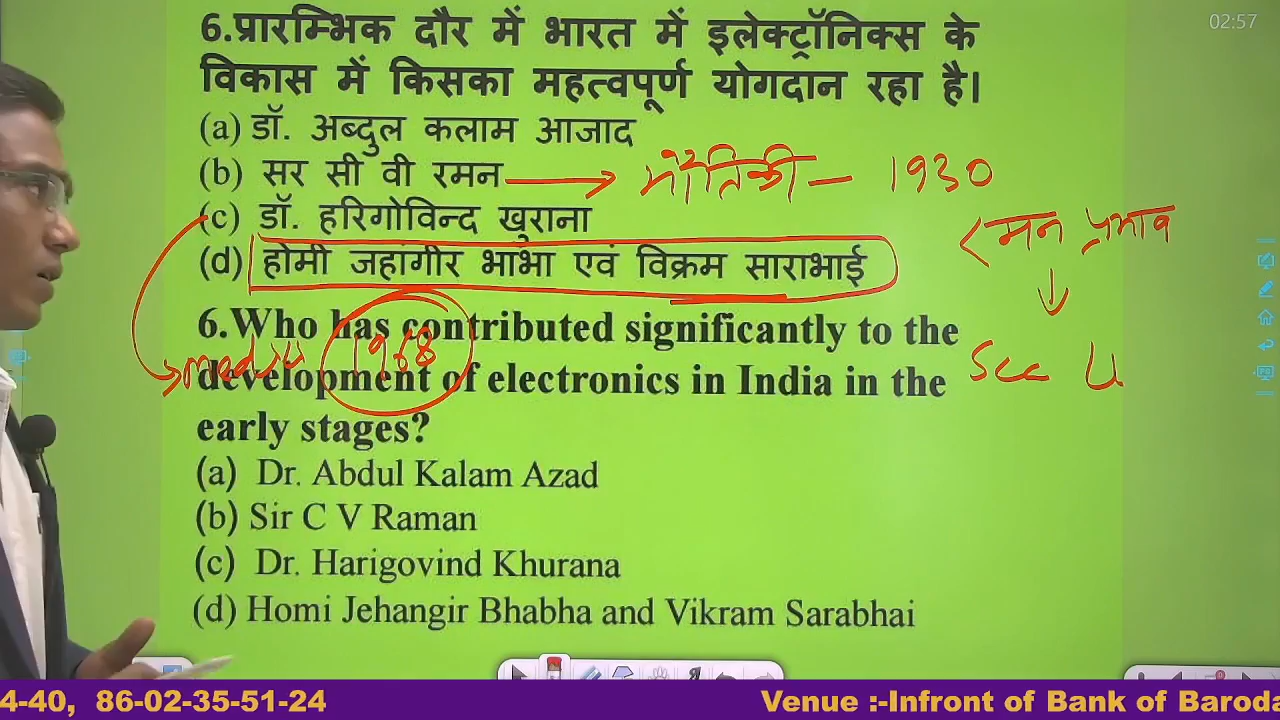 02:57
6.प्रारम्भिक दौर में भारत में इलेक्ट्रॉनिक्स के
विकास में किसका महत्वपूर्ण योगदान रहा है।
(a) डॉ. अब्दुल कलाम आजाद
(b) सर सी वी रमन → भौतिकी – 1930
(c) डॉ. हरिगोविन्द खुराना
रमन प्रभाव
(d) होमी जहांगीर भाभा एवं विक्रम साराभाई
6.Who has contributed significantly to the
1968
development of electronics in India in the
early stages?
(a) Dr. Abdul Kalam Azad
(b) Sir C V Raman
(c) Dr. Harigovind Khurana
(d) Homi Jehangir Bhabha and Vikram Sarabhai
4-40, 86-02-35-51-24 Venue :-Infront of Bank of Baroda